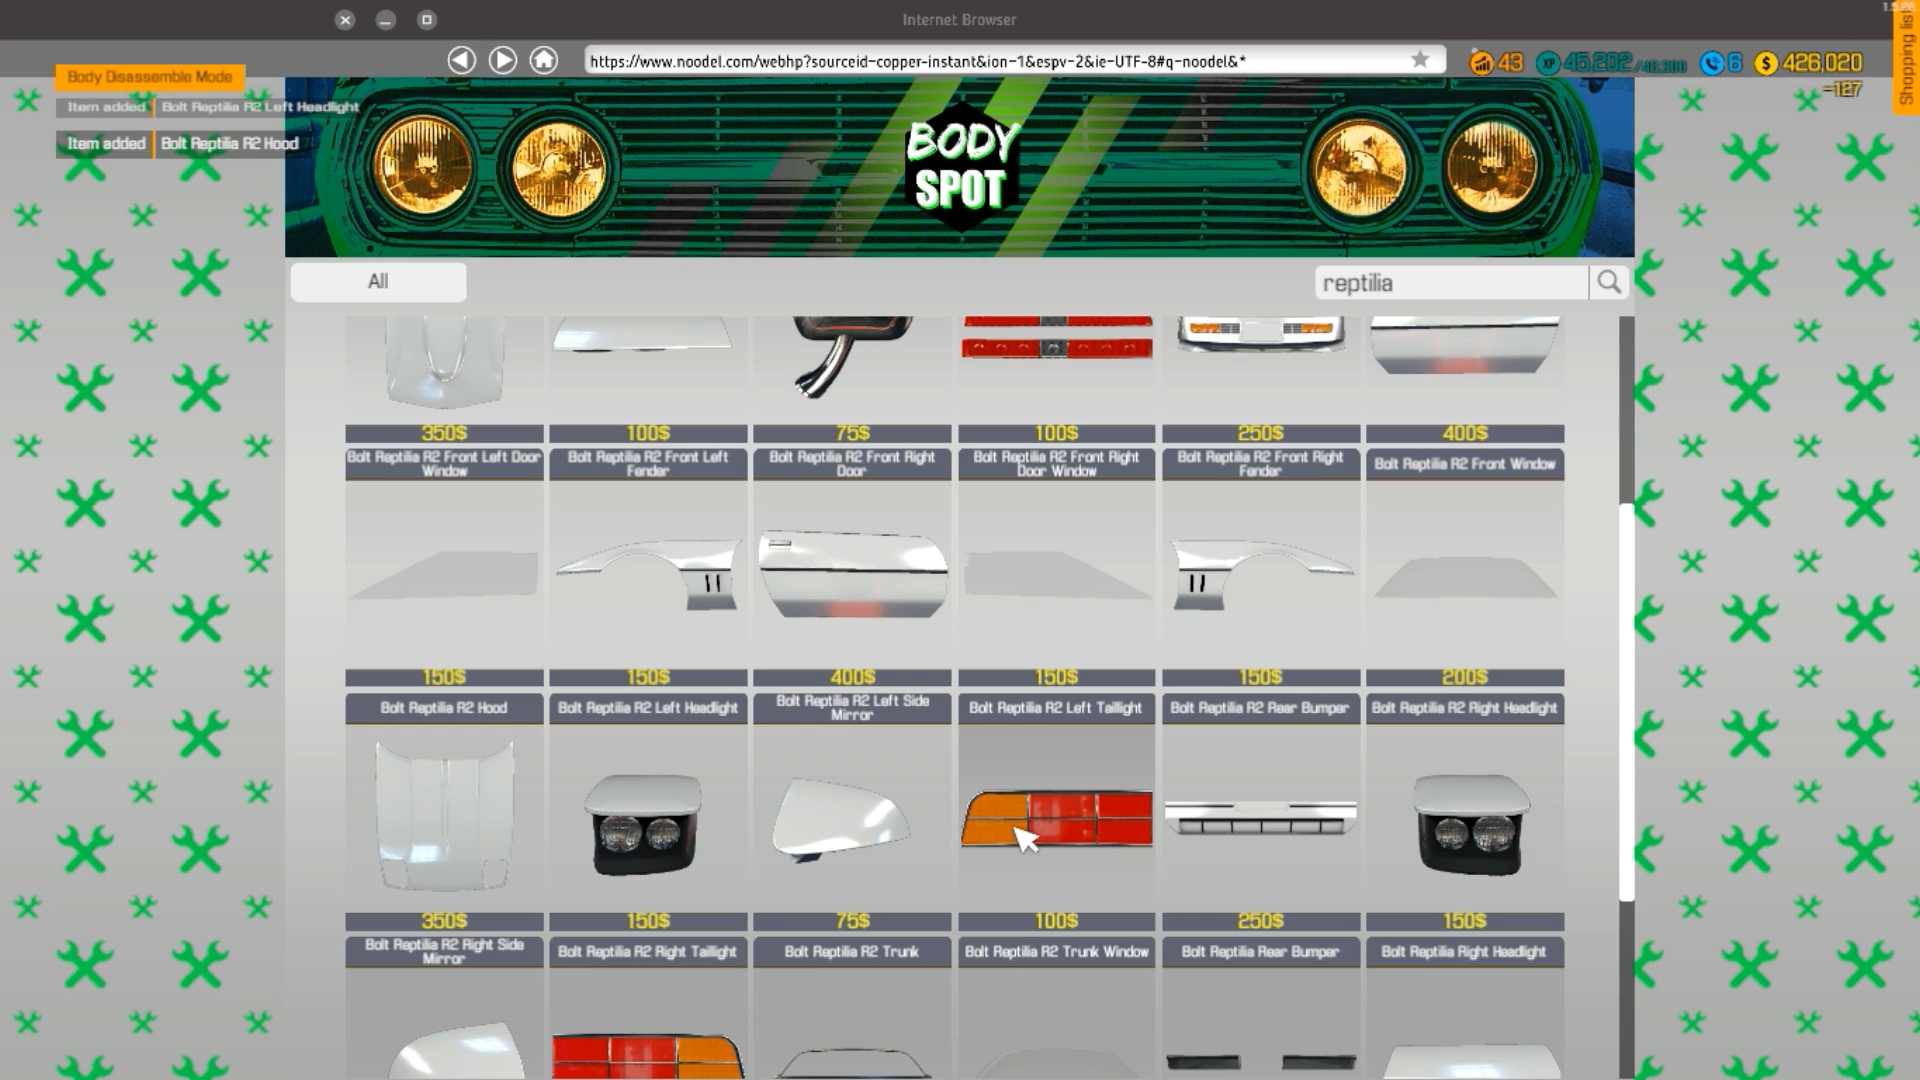 1.5.26
Internet Browser
https://www.noodel.com/webhp?sourceid-copper-instant&ion-1&espv-2&ie-UTF-8#q-noodel&*
43
XP 45,202
6
$ 426,020
-127
Shopping list
Body Disassemble Mode
Item added Bolt Reptilia R2 Left Headlight
Item added Bolt Reptilia R2 Hood
BODY
SPOT
All
reptilia
350$ 100$ 75$ 100$ 250$ 400$
Bolt Reptilia R2 Front Left Door
Window
Bolt Reptilia R2 Front Left
Fender
Bolt Reptilia R2 Front Right
Door
Bolt Reptilia R2 Front Right
Door Window
Bolt Reptilia R2 Front Right
Fender
Bolt Reptilia R2 Front Window
150$ 150$ 400$ 150$ 150$ 200$
Bolt Reptilia R2 Hood
Bolt Reptilia R2 Left Headlight
Bolt Reptilia R2 Left Side
Mirror
Bolt Reptilia R2 Left Taillight
Bolt Reptilia R2 Rear Bumper
Bolt Reptilia R2 Right Headlight
350$ 150$ 75$ 100$ 250$ 150$
Bolt Reptilia R2 Right Side
Mirror
Bolt Reptilia R2 Right Taillight
Bolt Reptilia R2 Trunk
Bolt Reptilia R2 Trunk Window
Bolt Reptilia Rear Bumper
Bolt Reptilia Right Headlight